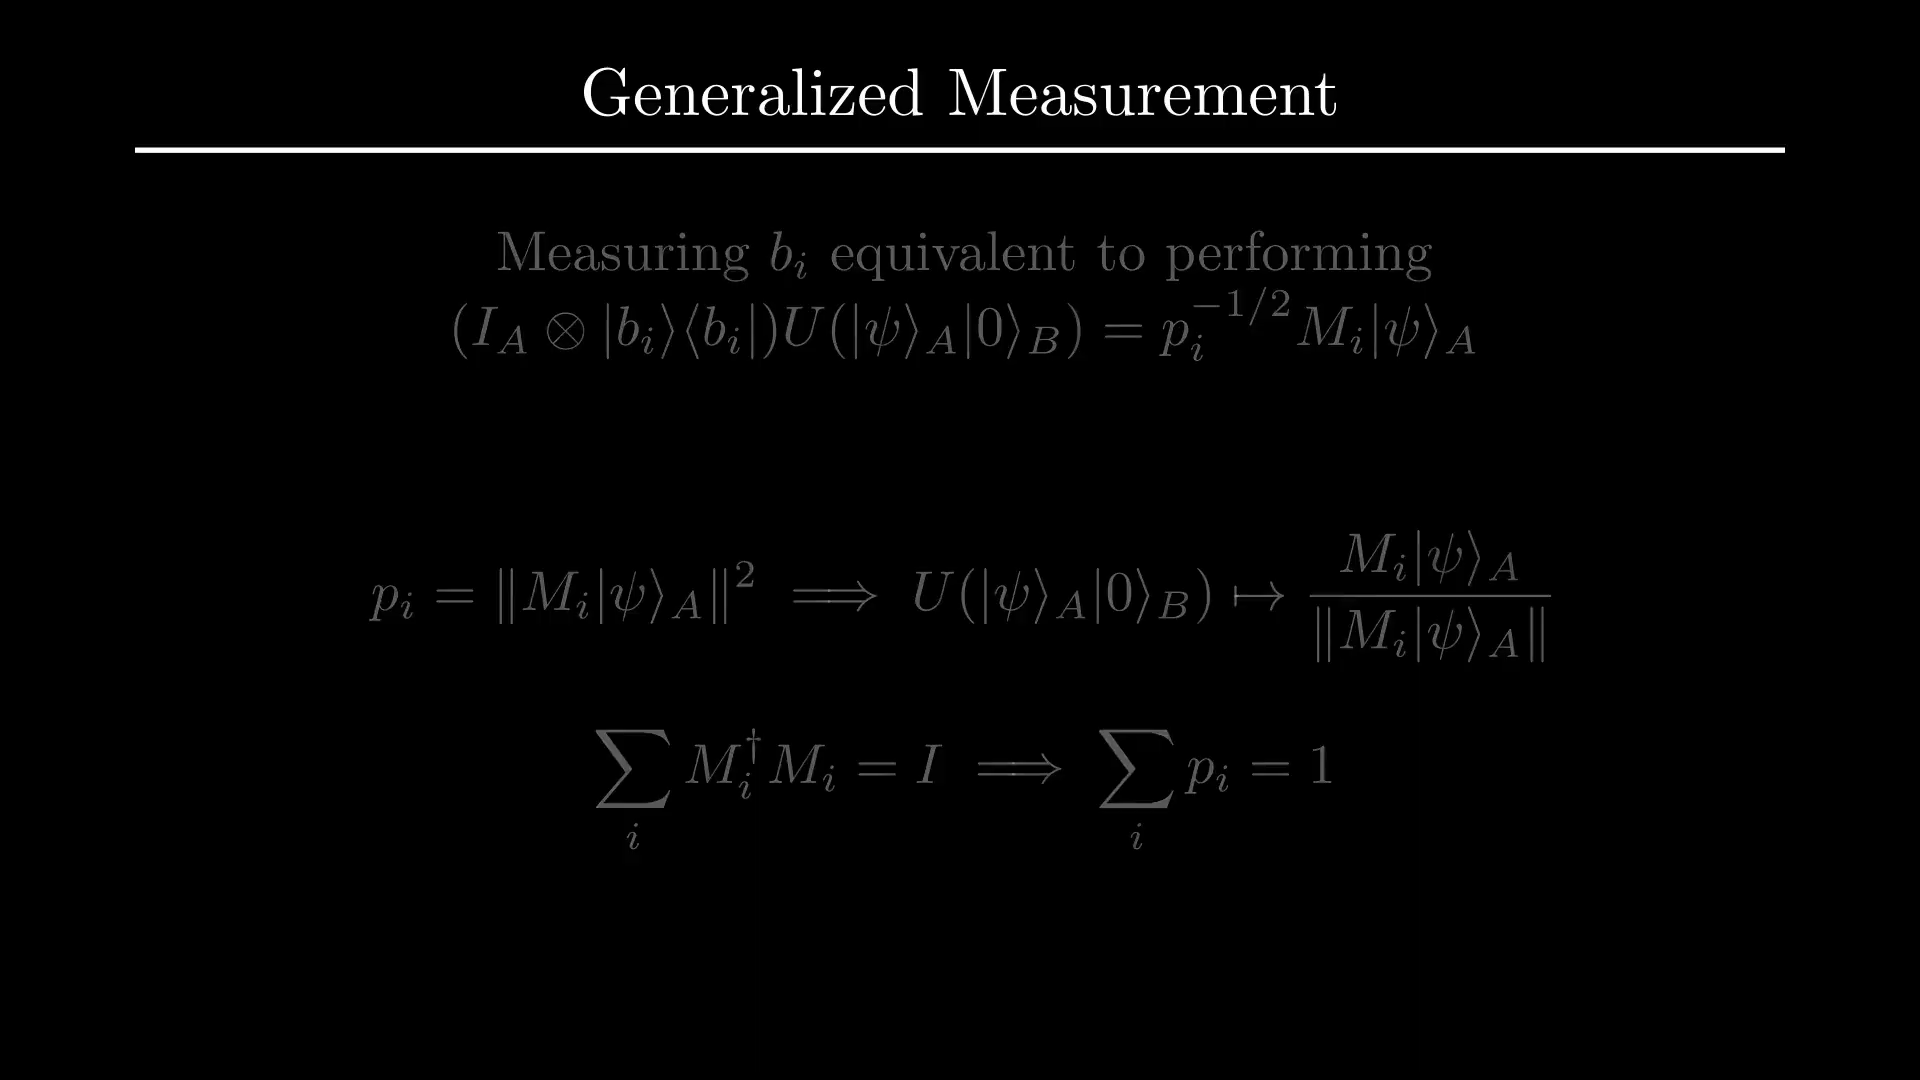 Generalized Measurement
Measuring $b_i$ equivalent to performing
$(I_A \otimes |b_i\rangle\langle b_i|)U(|\psi\rangle_A|0\rangle_B) = p_i^{-1/2} M_i|\psi\rangle_A$
$p_i = \|M_i|\psi\rangle_A\|^2 \implies U(|\psi\rangle_A|0\rangle_B) \mapsto \frac{M_i|\psi\rangle_A}{\|M_i|\psi\rangle_A\|}$
$\sum_i M_i^\dagger M_i = I \implies \sum_i p_i = 1$